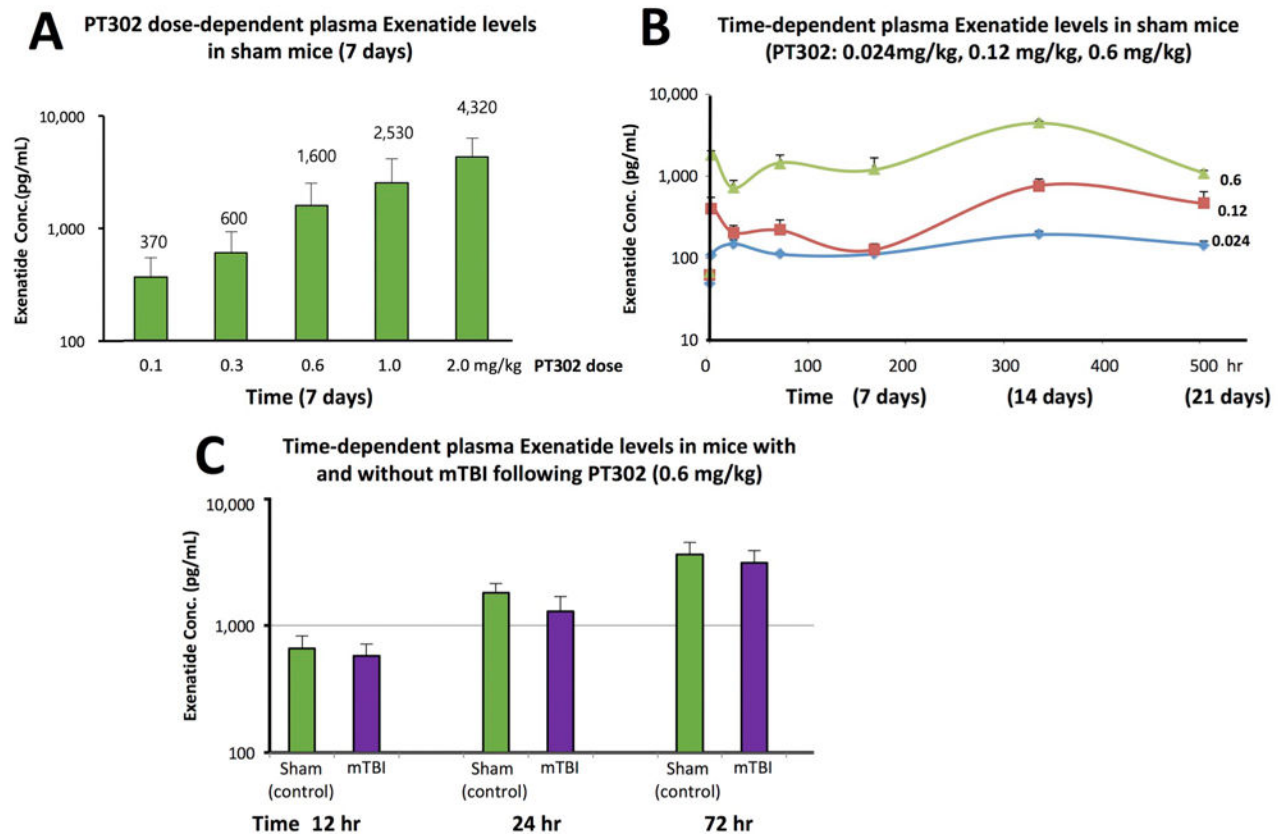 A
PT302 dose-dependent plasma Exenatide levels
in sham mice (7 days)
Exenatide Conc.(pg/mL)
10,000
1,000
100
370
600
1,600
2,530
4,320
0.1 0.3 0.6 1.0 2.0 mg/kg PT302 dose
Time (7 days)
B
Time-dependent plasma Exenatide levels in sham mice
(PT302: 0.024mg/kg, 0.12 mg/kg, 0.6 mg/kg)
Exenatide Conc. (pg/mL)
10,000
1,000
100
10
0.6
0.12
0.024
0 100 200 300 400 500 hr
Time (7 days) (14 days) (21 days)
C
Time-dependent plasma Exenatide levels in mice with
and without mTBI following PT302 (0.6 mg/kg)
Exenatide Conc. (pg/mL)
10,000
1,000
100
Sham mTBI Sham mTBI Sham mTBI
(control) (control) (control)
Time 12 hr 24 hr 72 hr